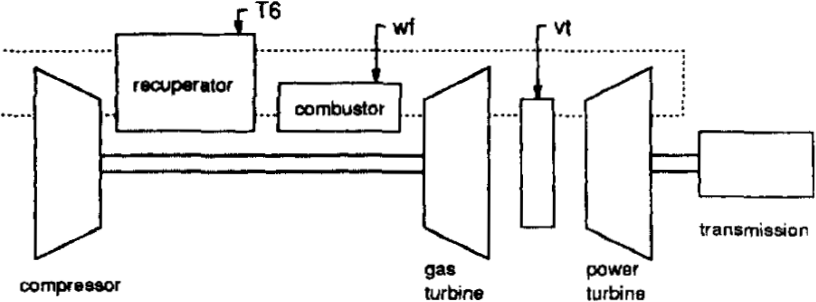 T6
wf
vt
recuperator
combustor
transmission
compressor
gas
turbine
power
turbine